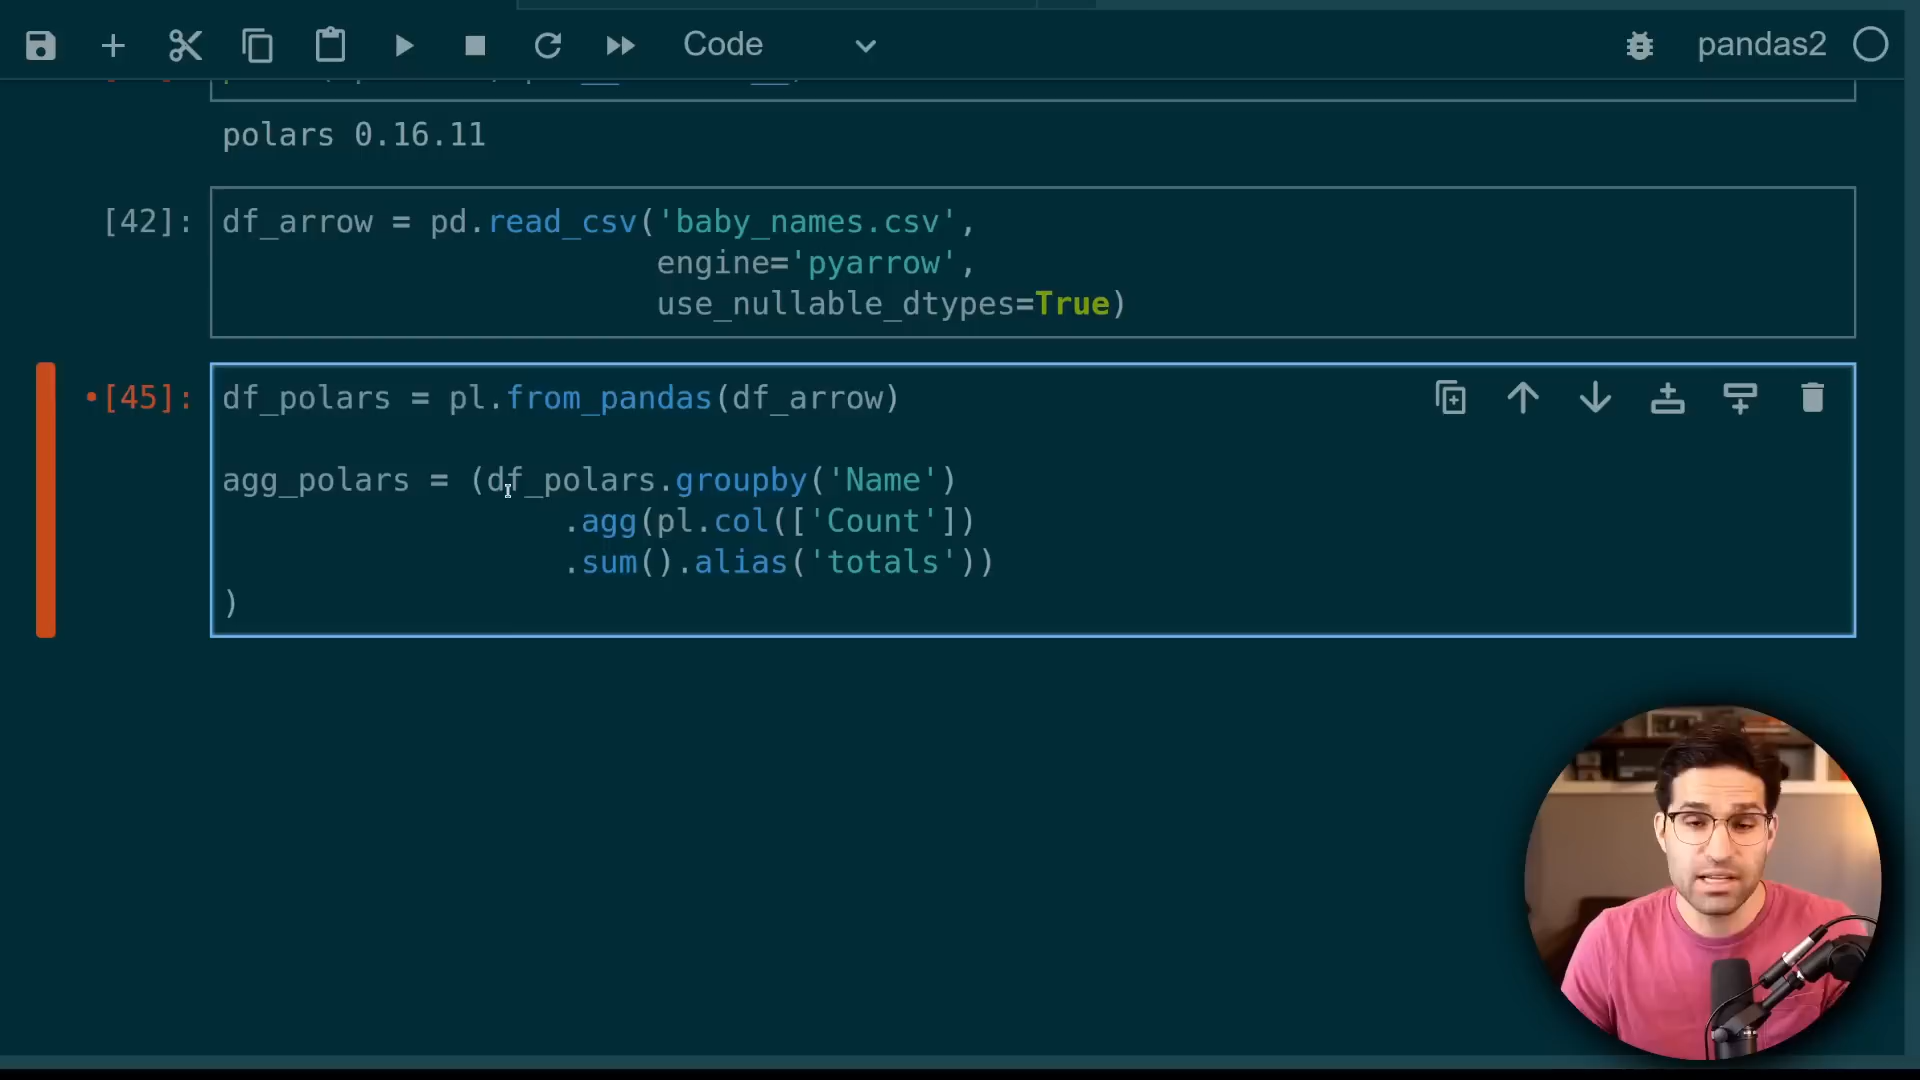 Code
pandas2
polars 0.16.11
[42]:
df_arrow = pd.read_csv('baby_names.csv',
engine='pyarrow',
use_nullable_dtypes=True)
•[45]:
df_polars = pl.from_pandas(df_arrow)
agg_polars = (df_polars.groupby('Name')
.agg(pl.col(['Count'])
.sum().alias('totals'))
)